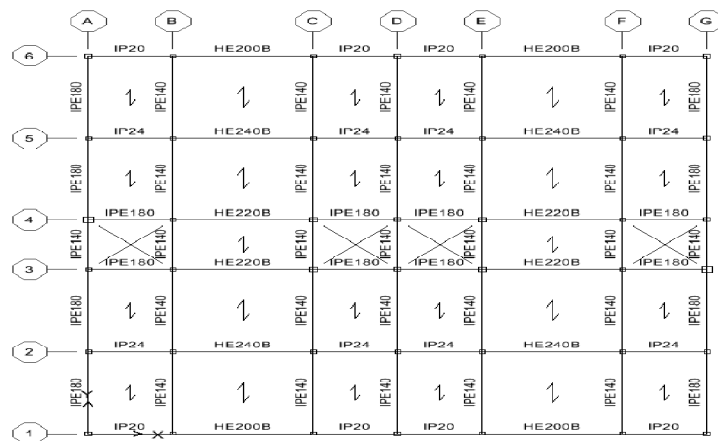 A B C D E F G
IP20 HE200B IP20 IP20 HE200B IP20
6
IPE180 IPE140 IPE140 IPE140 IPE140 IPE140 IPE180
IP24 HE240B IP24 IP24 HE240B IP24
5
IPE180 IPE140 IPE140 IPE140 IPE140 IPE140 IPE180
IPE180 HE220B IPE180 IPE180 HE220B IPE180
4
IPE140 IPE140 IPE140 IPE140 IPE140 IPE140 IPE140
IPE180 HE220B IPE180 IPE180 HE220B IPE180
3
IPE180 IPE140 IPE140 IPE140 IPE140 IPE140 IPE180
IP24 HE240B IP24 IP24 HE240B IP24
2
IPE180 IPE140 IPE140 IPE140 IPE140 IPE140 IPE180
Y
IP20 HE200B IP20 IP20 HE200B IP20
1 X